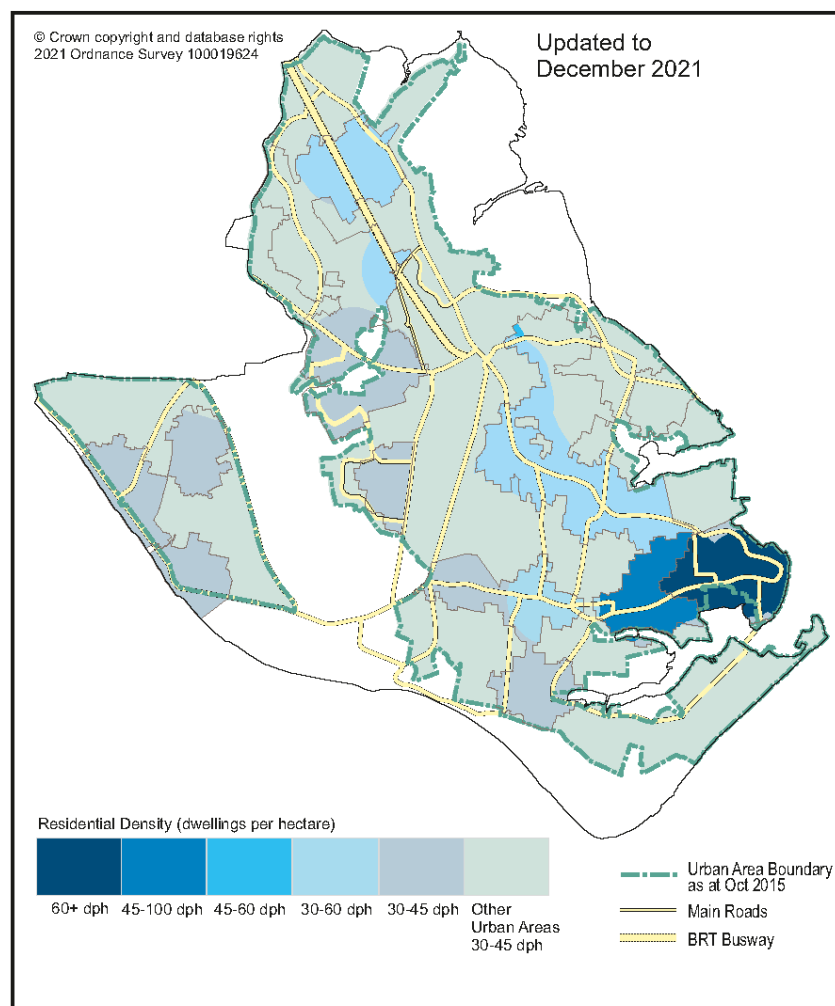 © Crown copyright and database rights
2021 Ordnance Survey 100019624
Updated to
December 2021
Residential Density (dwellings per hectare)
60+ dph
45-100 dph
45-60 dph
30-60 dph
30-45 dph
Other
Urban Areas
30-45 dph
Urban Area Boundary
as at Oct 2015
Main Roads
BRT Busway